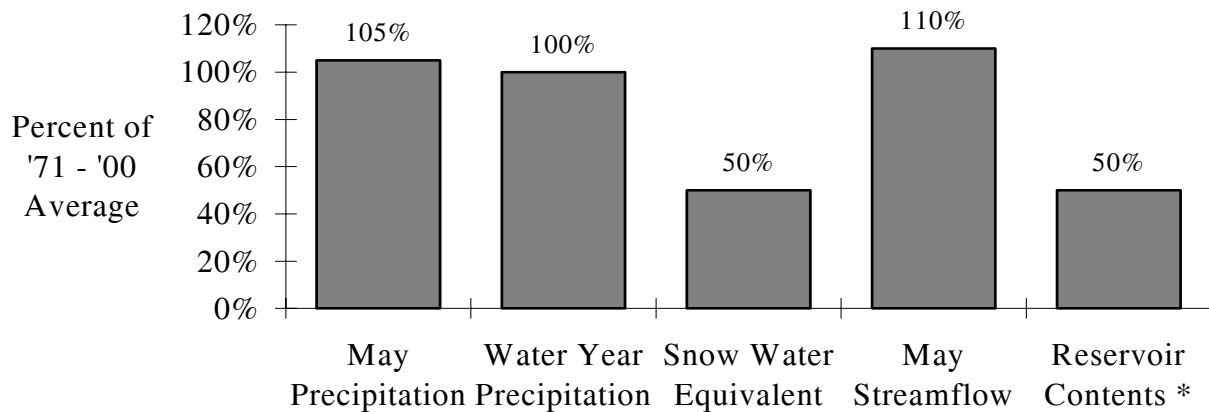 Percent of
'71 - '00
Average
120%
100%
80%
60%
40%
20%
0%
105%
100%
50%
110%
50%
May
Precipitation
Water Year
Precipitation
Snow Water
Equivalent
May
Streamflow
Reservoir
Contents *